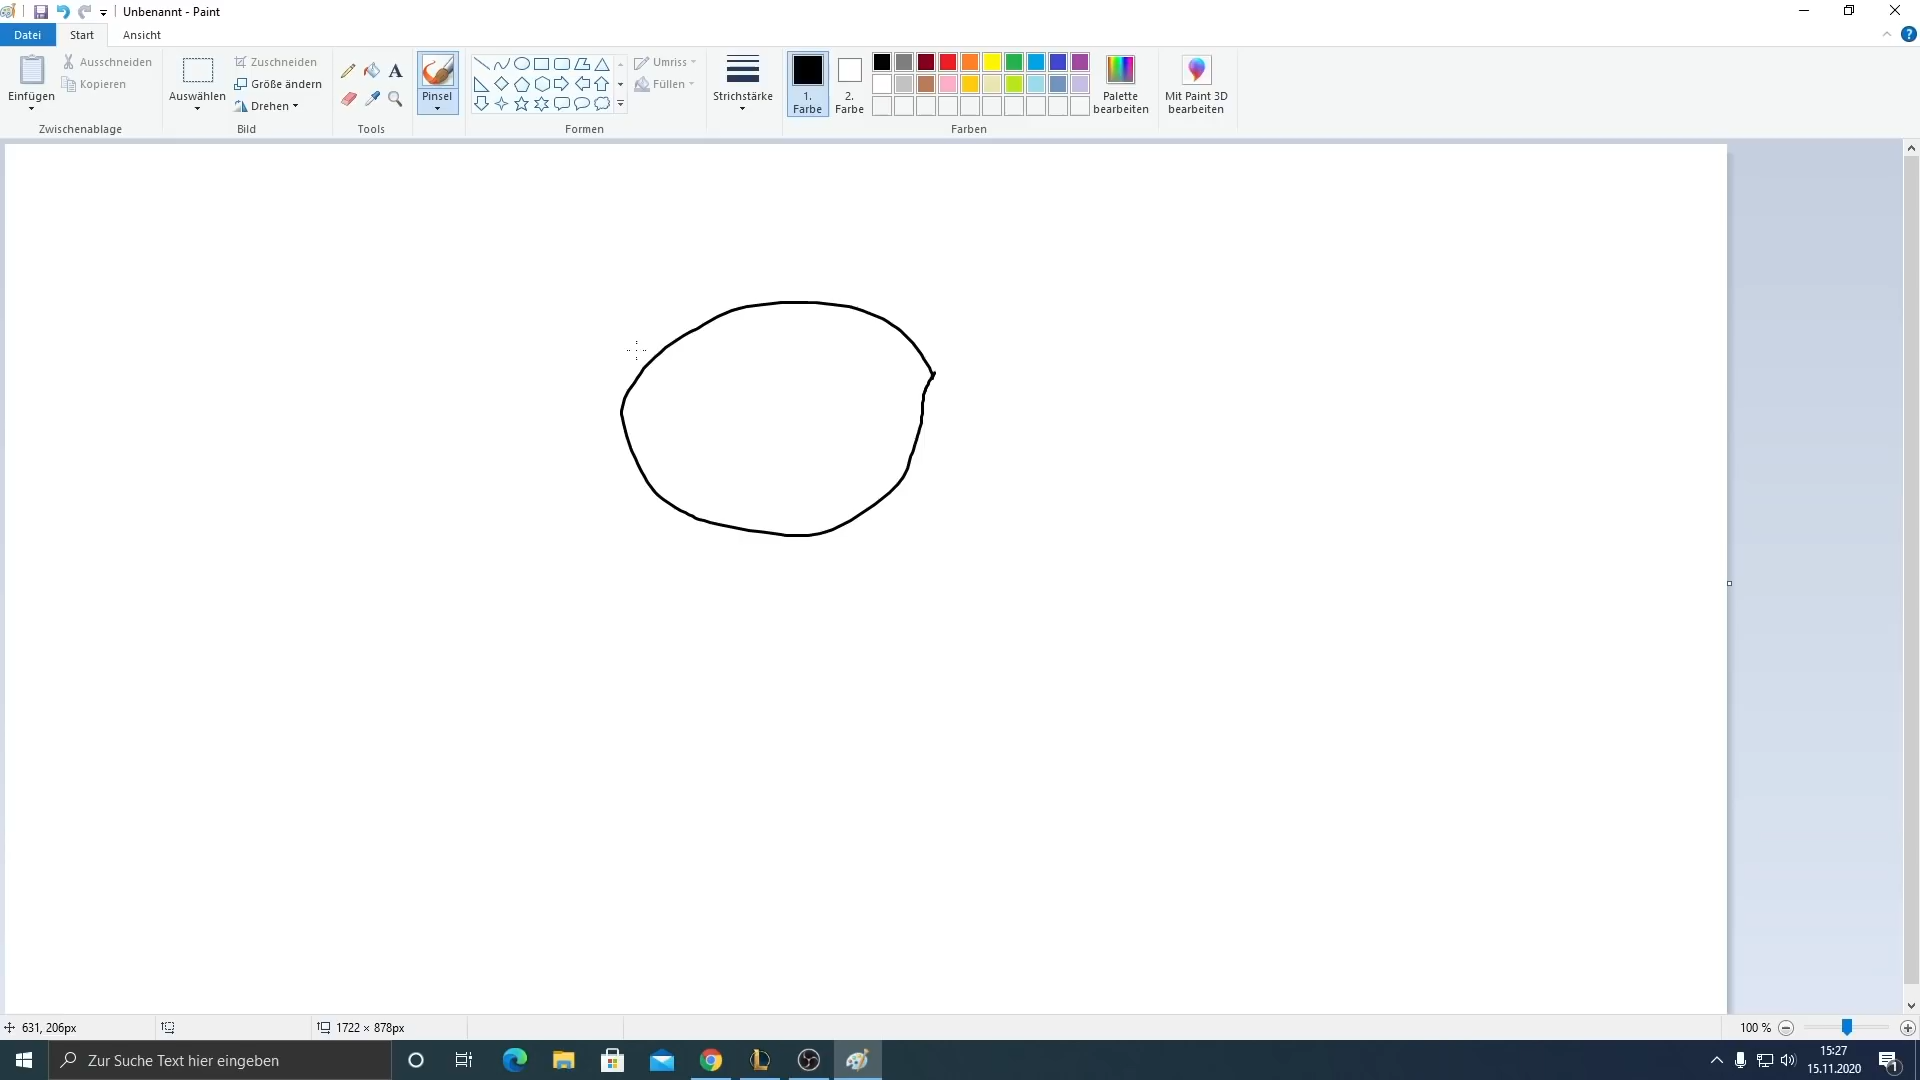 Unbenannt - Paint
Datei Start Ansicht
Einfügen
Ausschneiden
Kopieren
Zwischenablage
Auswählen
Zuschneiden
Größe ändern
Drehen
Bild
A
Tools
Pinsel
Formen
Umriss
Füllen
Strichstärke
1. Farbe
2. Farbe
Farben
Palette bearbeiten
Mit Paint 3D bearbeiten
?
631, 206px
1722 × 878px
100 %
Zur Suche Text hier eingeben
15:27
15.11.2020
1